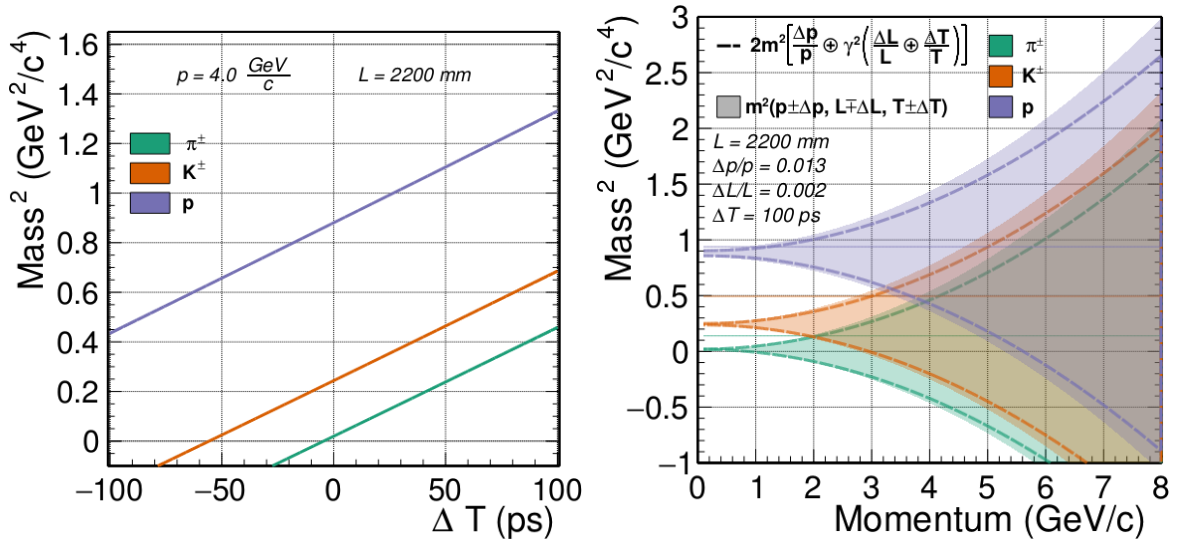 Mass² (GeV²/c⁴)
1.6
1.4
1.2
1
0.8
0.6
0.4
0.2
0
p = 4.0 GeV/c L = 2200 mm
π±
K±
p
−100 −50 0 50 100
Δ T (ps)
Mass² (GeV²/c⁴)
3
2.5
2
1.5
1
0.5
0
−0.5
−1
2m²[Δp/p ⊕ γ²(ΔL/L ⊕ ΔT/T)]
m²(p±Δp, L∓ΔL, T±ΔT)
π±
K±
p
L = 2200 mm
Δp/p = 0.013
ΔL/L = 0.002
ΔT = 100 ps
0 1 2 3 4 5 6 7 8
Momentum (GeV/c)